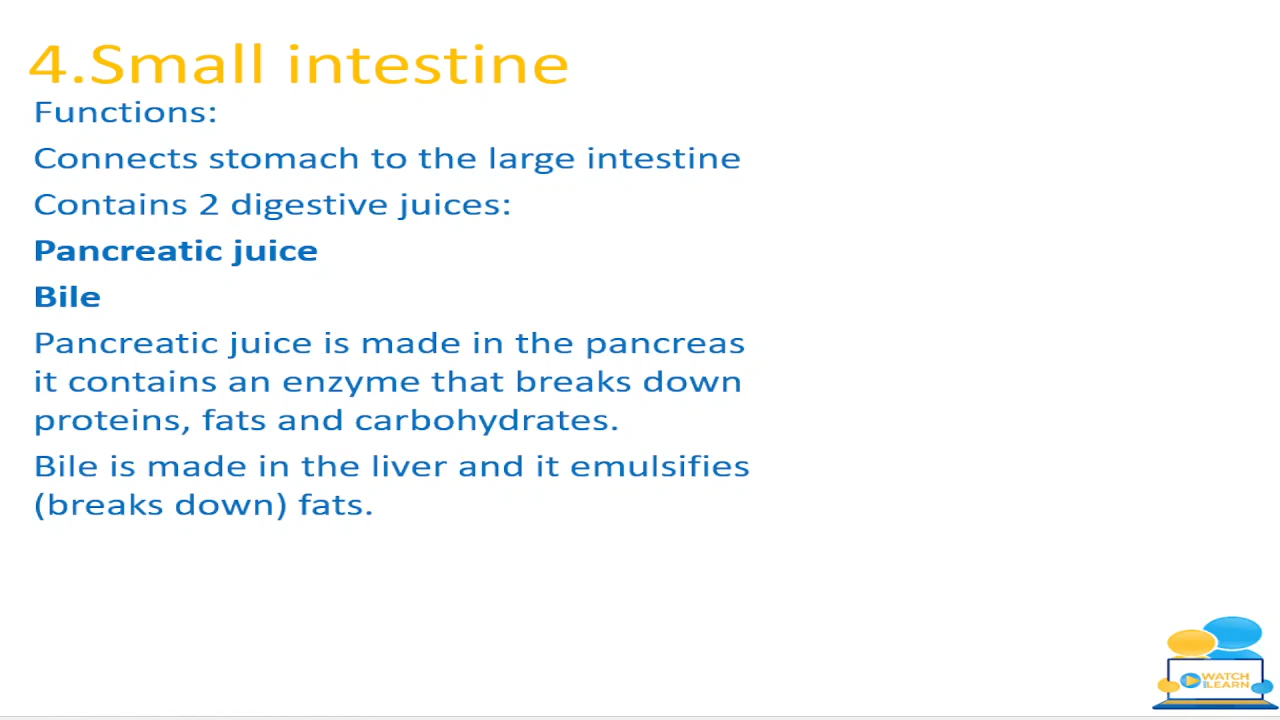 4.Small intestine
Functions:
Connects stomach to the large intestine
Contains 2 digestive juices:
Pancreatic juice
Bile
Pancreatic juice is made in the pancreas
it contains an enzyme that breaks down
proteins, fats and carbohydrates.
Bile is made in the liver and it emulsifies
(breaks down) fats.
WATCH
AND LEARN